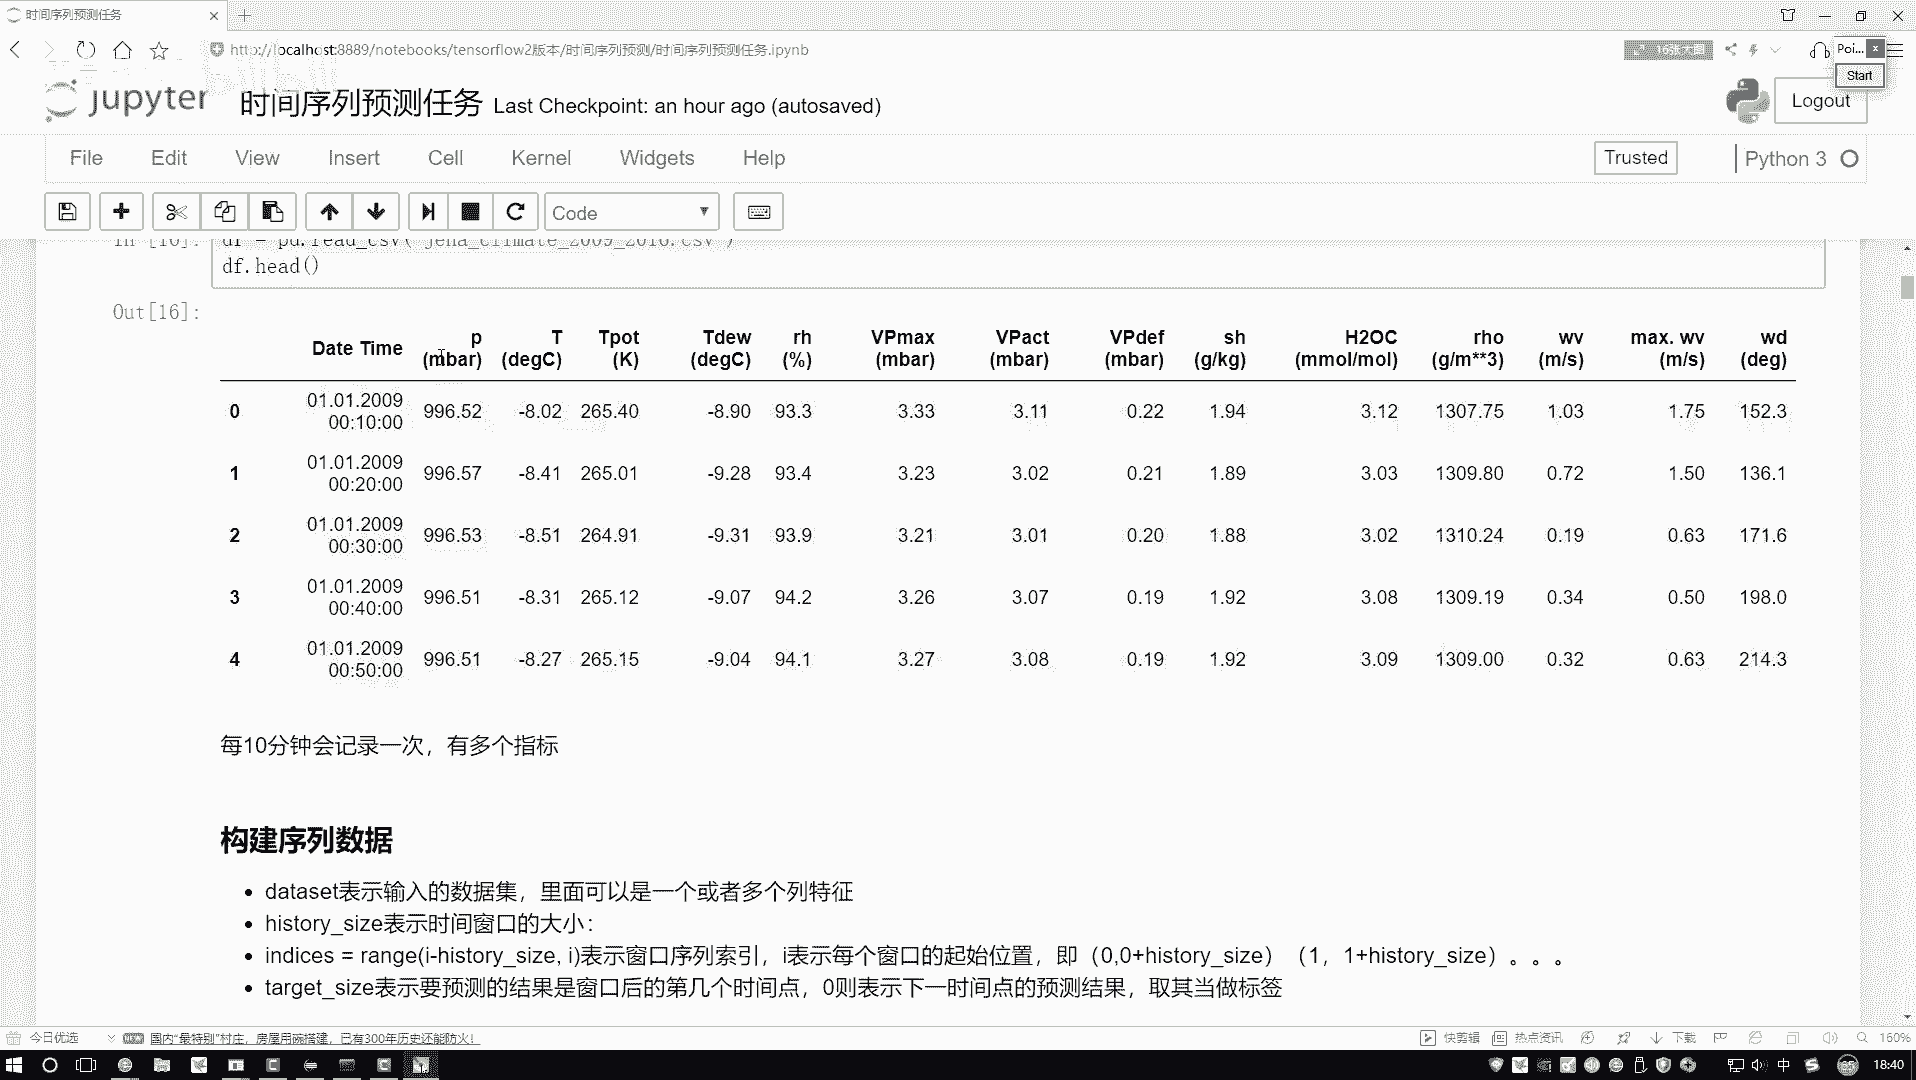 时间序列预测任务
http://localhost:8889/notebooks/tensorflow2版本/时间序列预测/时间序列预测任务.ipynb
16张大图
Poi...
Start
jupyter 时间序列预测任务 Last Checkpoint: an hour ago (autosaved)
Logout
File Edit View Insert Cell Kernel Widgets Help
Trusted
Python 3
Code
In [16]: df = pd.read_csv('jena_climate_2009_2016.csv')
df.head()
Out[16]:
Date Time p (mbar) T (degC) Tpot (K) Tdew (degC) rh (%) VPmax (mbar) VPact (mbar) VPdef (mbar) sh (g/kg) H2OC (mmol/mol) rho (g/m**3) wv (m/s) max. wv (m/s) wd (deg)
0 01.01.2009 00:10:00 996.52 -8.02 265.40 -8.90 93.3 3.33 3.11 0.22 1.94 3.12 1307.75 1.03 1.75 152.3
1 01.01.2009 00:20:00 996.57 -8.41 265.01 -9.28 93.4 3.23 3.02 0.21 1.89 3.03 1309.80 0.72 1.50 136.1
2 01.01.2009 00:30:00 996.53 -8.51 264.91 -9.31 93.9 3.21 3.01 0.20 1.88 3.02 1310.24 0.19 0.63 171.6
3 01.01.2009 00:40:00 996.51 -8.31 265.12 -9.07 94.2 3.26 3.07 0.19 1.92 3.08 1309.19 0.34 0.50 198.0
4 01.01.2009 00:50:00 996.51 -8.27 265.15 -9.04 94.1 3.27 3.08 0.19 1.92 3.09 1309.00 0.32 0.63 214.3
每10分钟会记录一次，有多个指标
构建序列数据
dataset表示输入的数据集，里面可以是一个或者多个列特征
history_size表示时间窗口的大小：
indices = range(i-history_size, i)表示窗口序列索引，i表示每个窗口的起始位置，即（0,0+history_size）（1，1+history_size）。。。
target_size表示要预测的结果是窗口后的第几个时间点，0则表示下一时间点的预测结果，取其当做标签
今日优选
国内“最特别”村庄，房屋用碗搭建，已有300年历史还能防火！
快剪辑
热点资讯
下载
160%
中
65
18:40